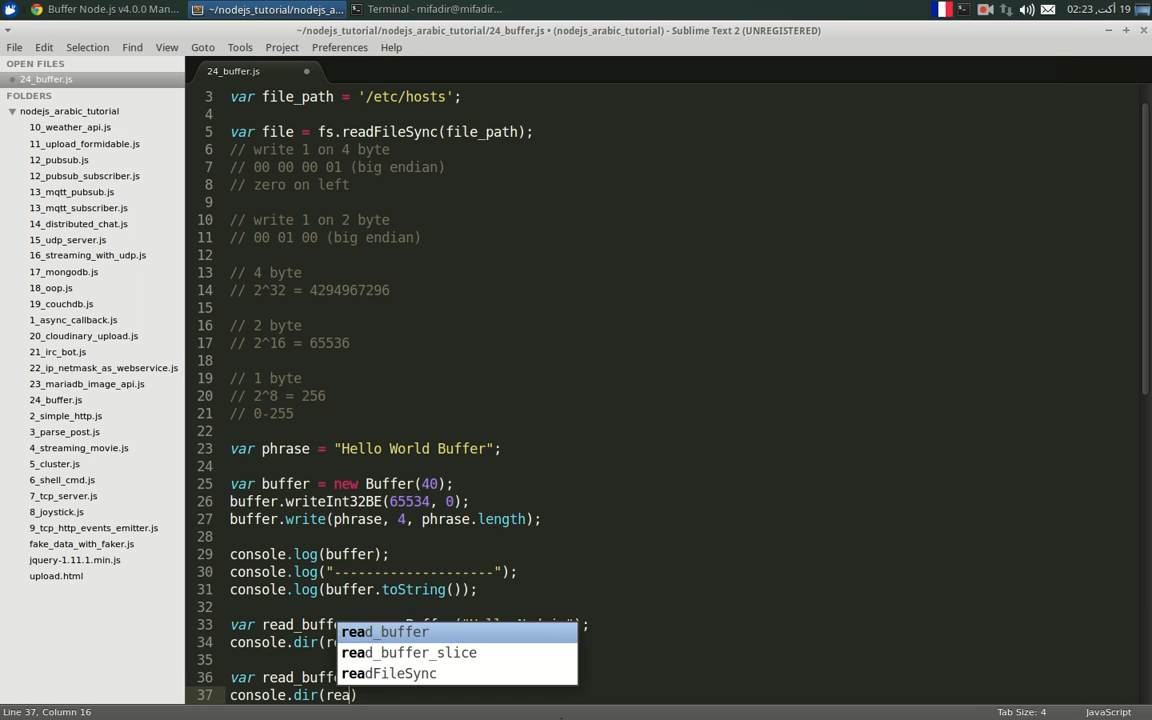 Buffer Node.js v4.0.0 Man...
~/nodejs_tutorial/nodejs_a...
Terminal - mifadir@mifadir...
02:23 ,19 أكت
~/nodejs_tutorial/nodejs_arabic_tutorial/24_buffer.js • (nodejs_arabic_tutorial) - Sublime Text 2 (UNREGISTERED)
File Edit Selection Find View Goto Tools Project Preferences Help
OPEN FILES
24_buffer.js
FOLDERS
nodejs_arabic_tutorial
10_weather_api.js
11_upload_formidable.js
12_pubsub.js
12_pubsub_subscriber.js
13_mqtt_pubsub.js
13_mqtt_subscriber.js
14_distributed_chat.js
15_udp_server.js
16_streaming_with_udp.js
17_mongodb.js
18_oop.js
19_couchdb.js
1_async_callback.js
20_cloudinary_upload.js
21_irc_bot.js
22_ip_netmask_as_webservice.js
23_mariadb_image_api.js
24_buffer.js
2_simple_http.js
3_parse_post.js
4_streaming_movie.js
5_cluster.js
6_shell_cmd.js
7_tcp_server.js
8_joystick.js
9_tcp_http_events_emitter.js
fake_data_with_faker.js
jquery-1.11.1.min.js
upload.html
24_buffer.js
3 var file_path = '/etc/hosts';
4
5 var file = fs.readFileSync(file_path);
6 // write 1 on 4 byte
7 // 00 00 00 01 (big endian)
8 // zero on left
9
10 // write 1 on 2 byte
11 // 00 01 00 (big endian)
12
13 // 4 byte
14 // 2^32 = 4294967296
15
16 // 2 byte
17 // 2^16 = 65536
18
19 // 1 byte
20 // 2^8 = 256
21 // 0-255
22
23 var phrase = "Hello World Buffer";
24
25 var buffer = new Buffer(40);
26 buffer.writeInt32BE(65534, 0);
27 buffer.write(phrase, 4, phrase.length);
28
29 console.log(buffer);
30 console.log("--------------------");
31 console.log(buffer.toString());
32
33 var read_buff
34 console.dir(r
35
36 var read_buff
37 console.dir(rea)
read_buffer
read_buffer_slice
readFileSync
Line 37, Column 16
Tab Size: 4
JavaScript